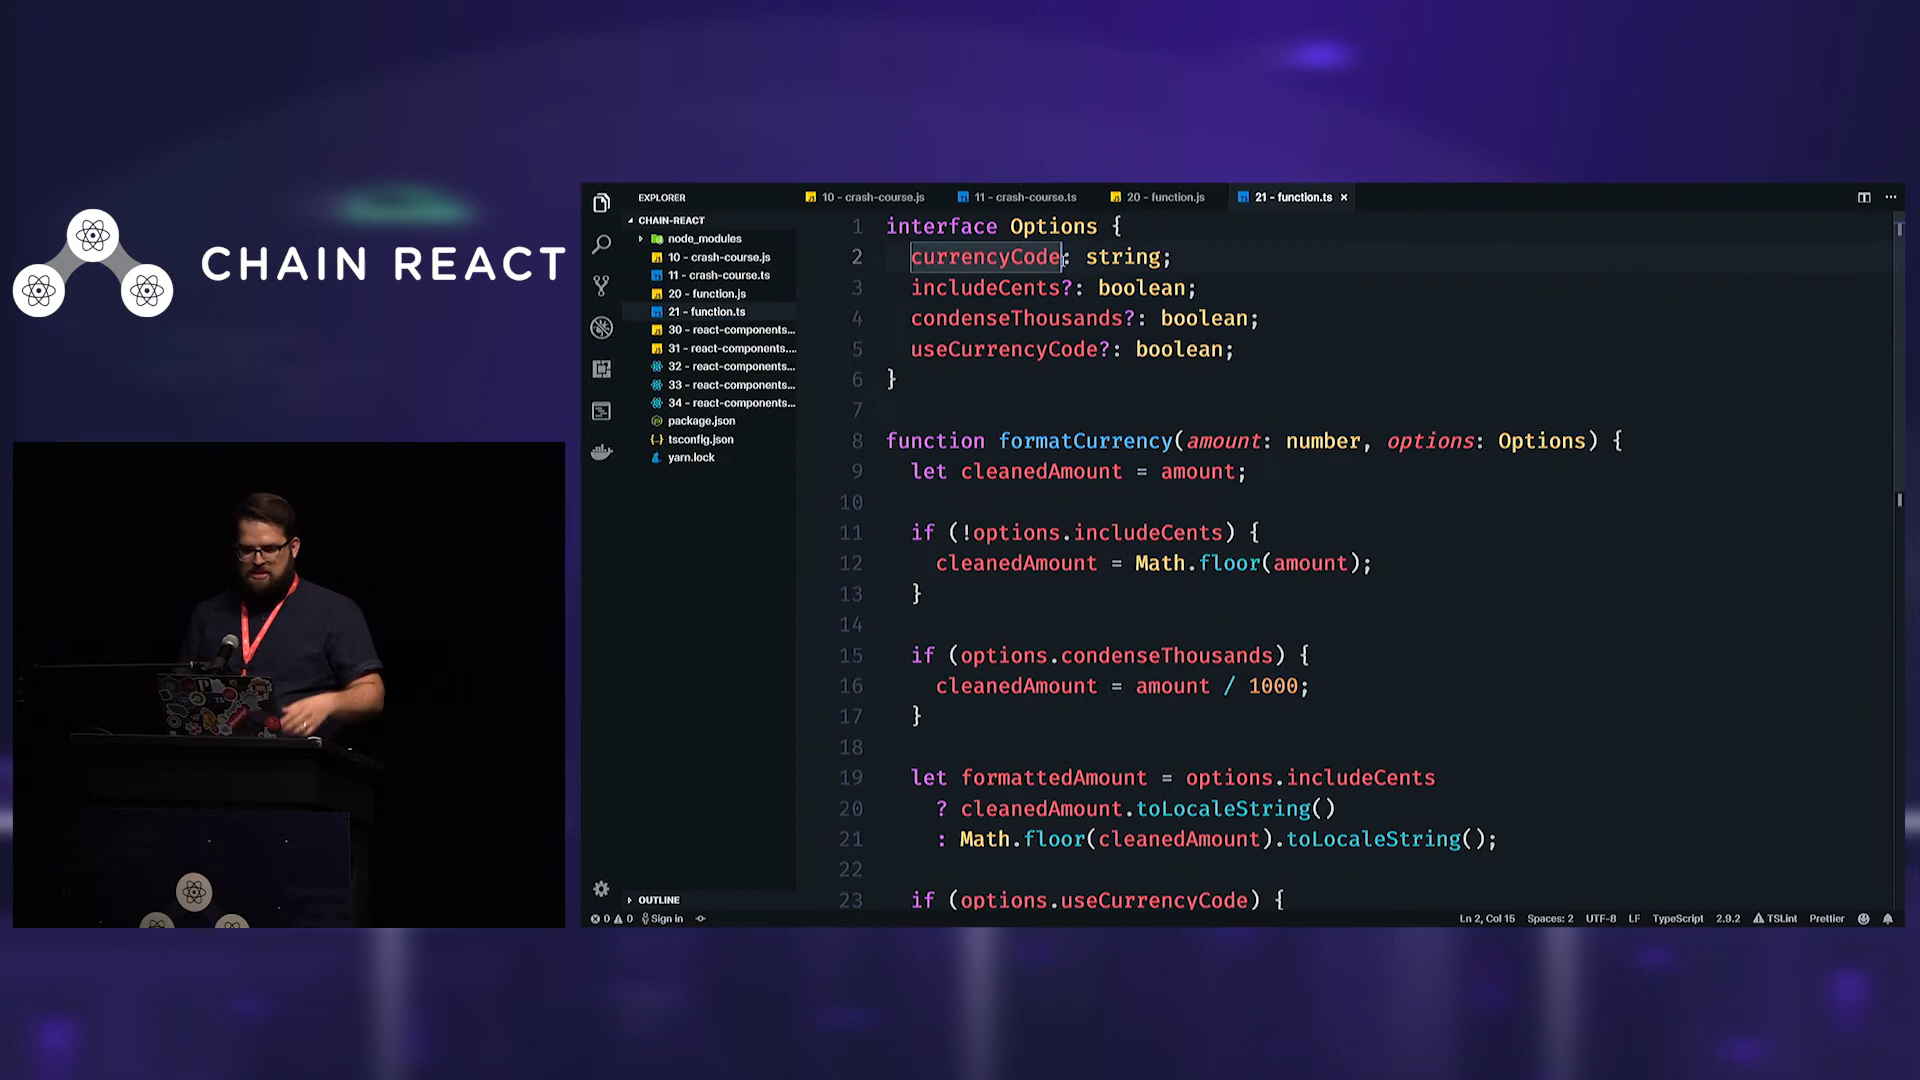 CHAIN REACT
EXPLORER
CHAIN-REACT
node_modules
10 - crash-course.js
11 - crash-course.ts
20 - function.js
21 - function.ts
30 - react-components...
31 - react-components....
32 - react-components...
33 - react-components...
34 - react-components...
package.json
tsconfig.json
yarn.lock
OUTLINE
10 - crash-course.js 11 - crash-course.ts 20 - function.js 21 - function.ts ×
1 interface Options {
2 currencyCode: string;
3 includeCents?: boolean;
4 condenseThousands?: boolean;
5 useCurrencyCode?: boolean;
6 }
7
8 function formatCurrency(amount: number, options: Options) {
9 let cleanedAmount = amount;
10
11 if (!options.includeCents) {
12 cleanedAmount = Math.floor(amount);
13 }
14
15 if (options.condenseThousands) {
16 cleanedAmount = amount / 1000;
17 }
18
19 let formattedAmount = options.includeCents
20 ? cleanedAmount.toLocaleString()
21 : Math.floor(cleanedAmount).toLocaleString();
22
23 if (options.useCurrencyCode) {
0 0 Sign in Ln 2, Col 15 Spaces: 2 UTF-8 LF TypeScript 2.9.2 TSLint Prettier